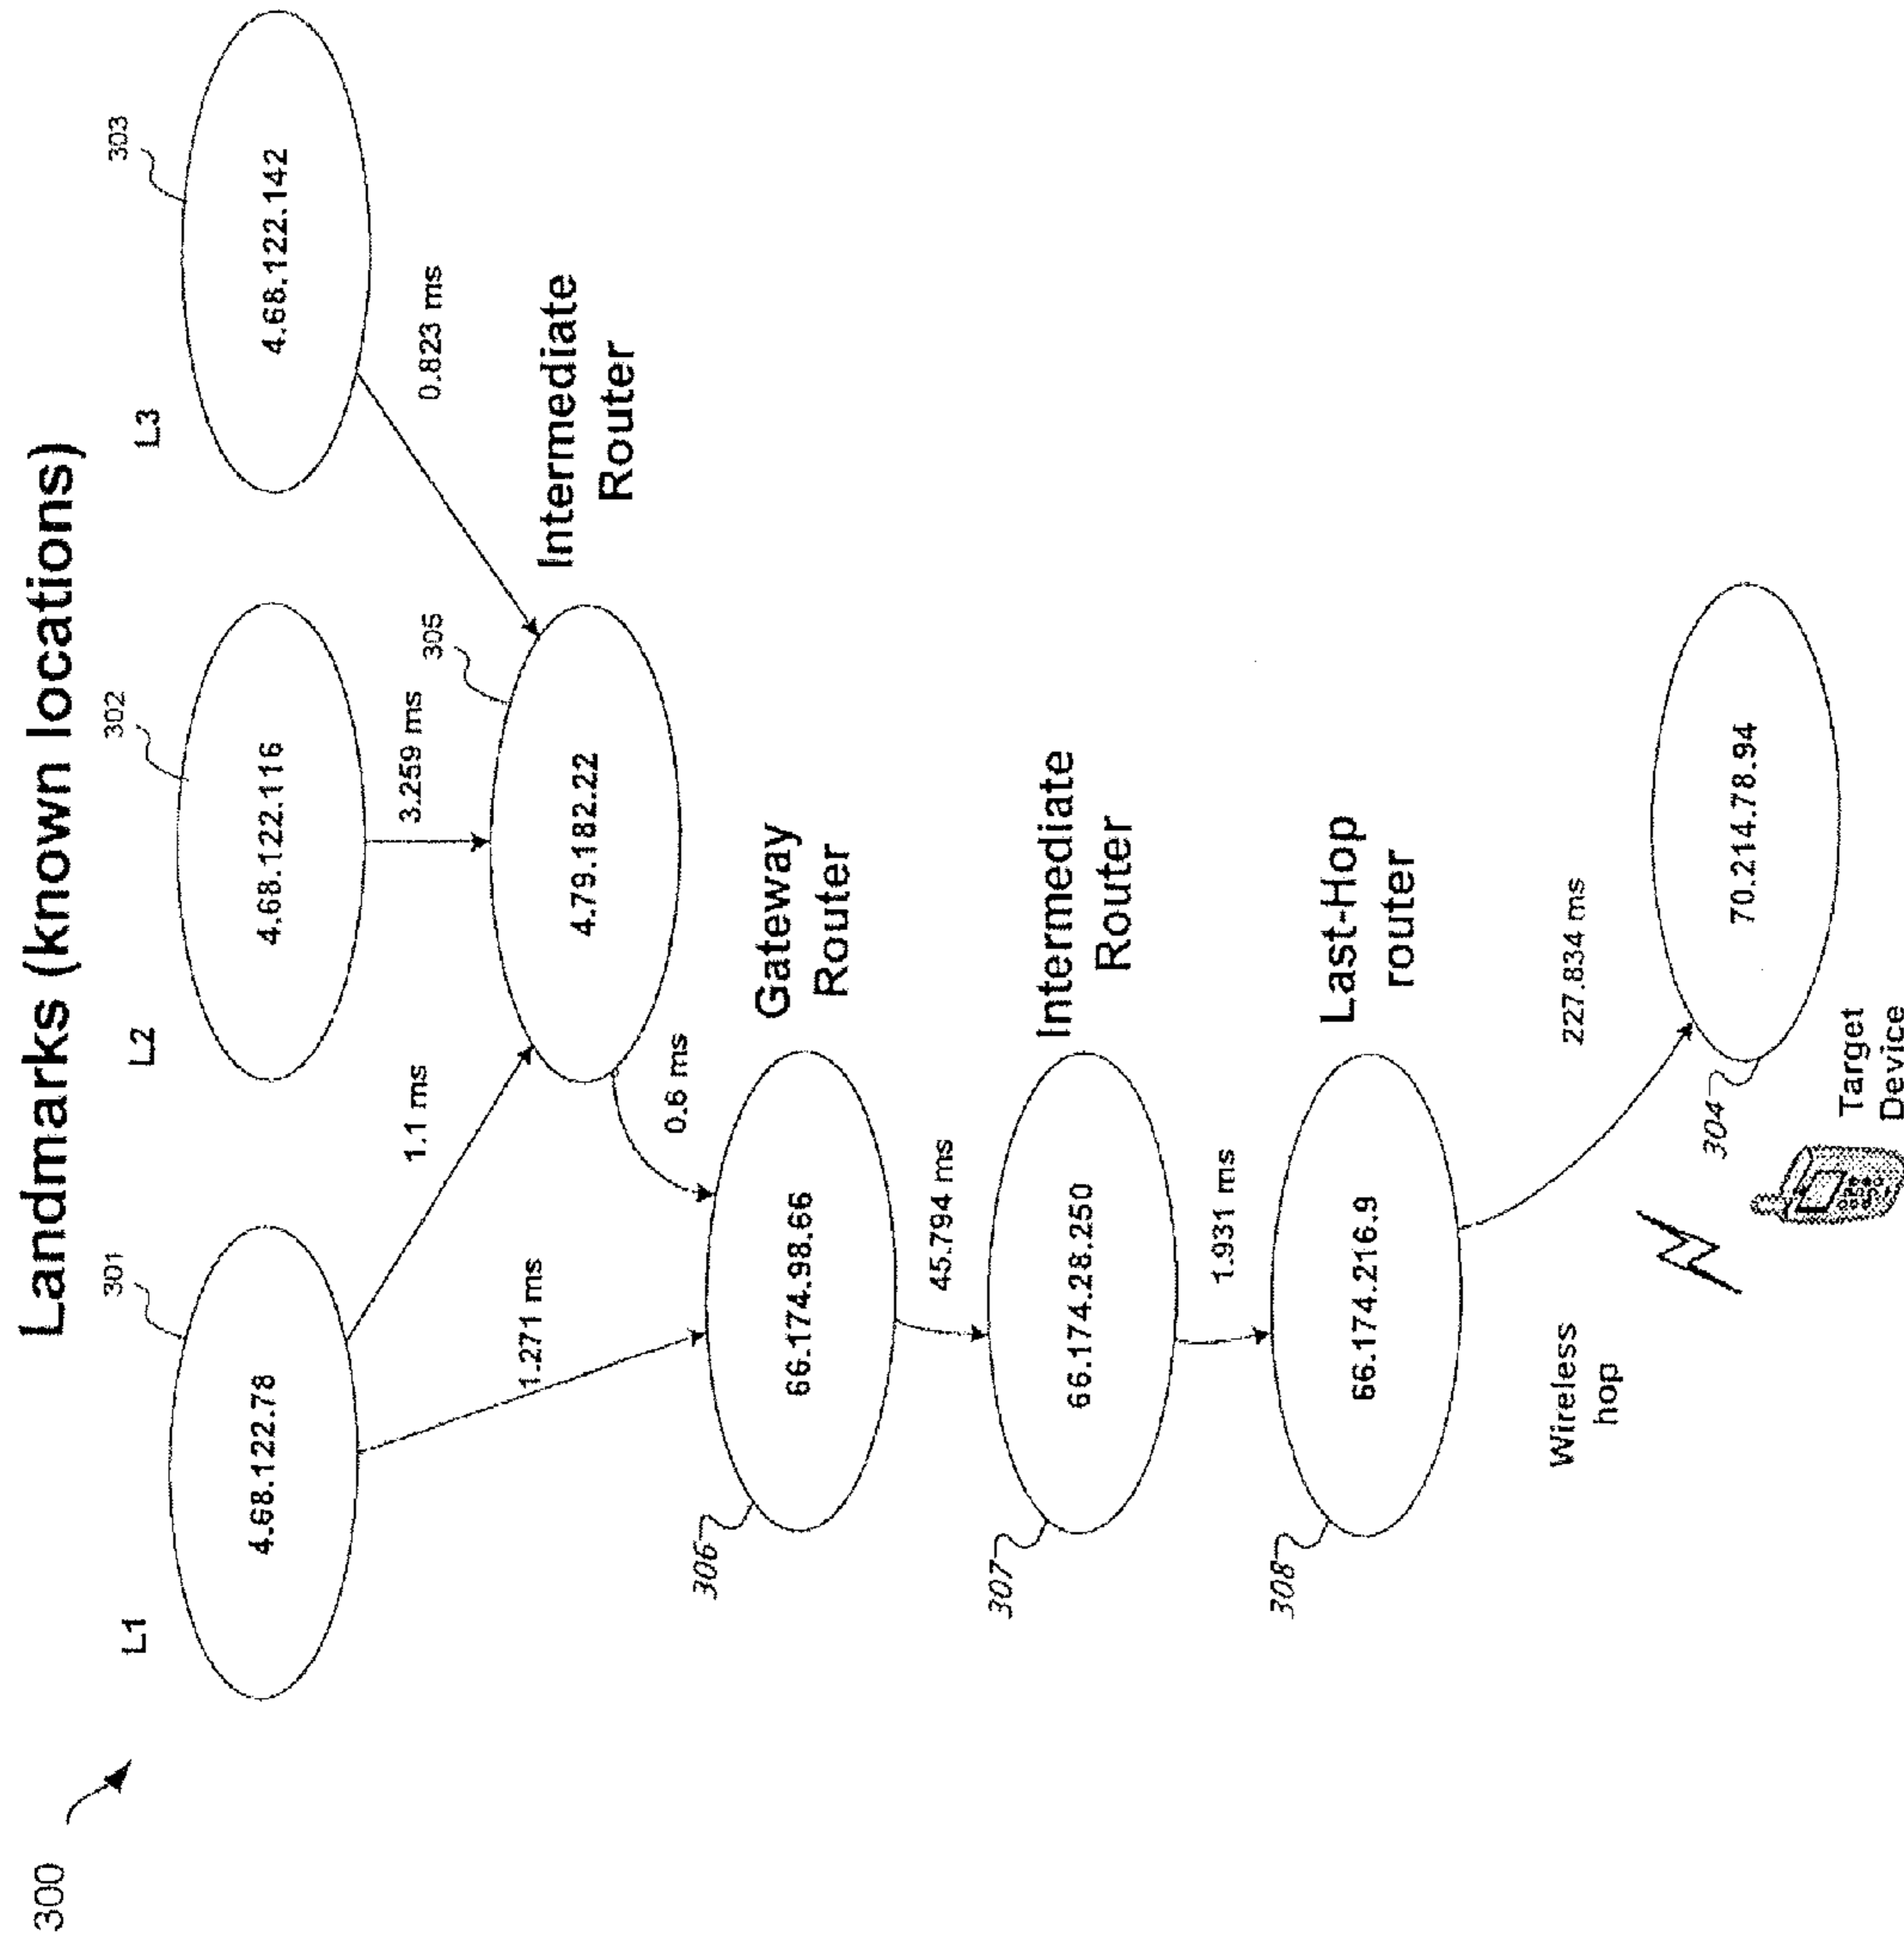 300
Landmarks (known locations)
L1
L2
L3
301
302
303
4.68.122.78
4.68.122.116
4.68.122.142
1.1 ms
3.259 ms
0.823 ms
305
1.271 ms
4.79.182.22
Intermediate
Router
0.6 ms
306
66.174.98.66
Gateway
Router
45.794 ms
307
66.174.28.250
Intermediate
Router
1.931 ms
308
66.174.216.9
Last-Hop
router
Wireless
hop
227.834 ms
304
70.214.78.94
Target
Device